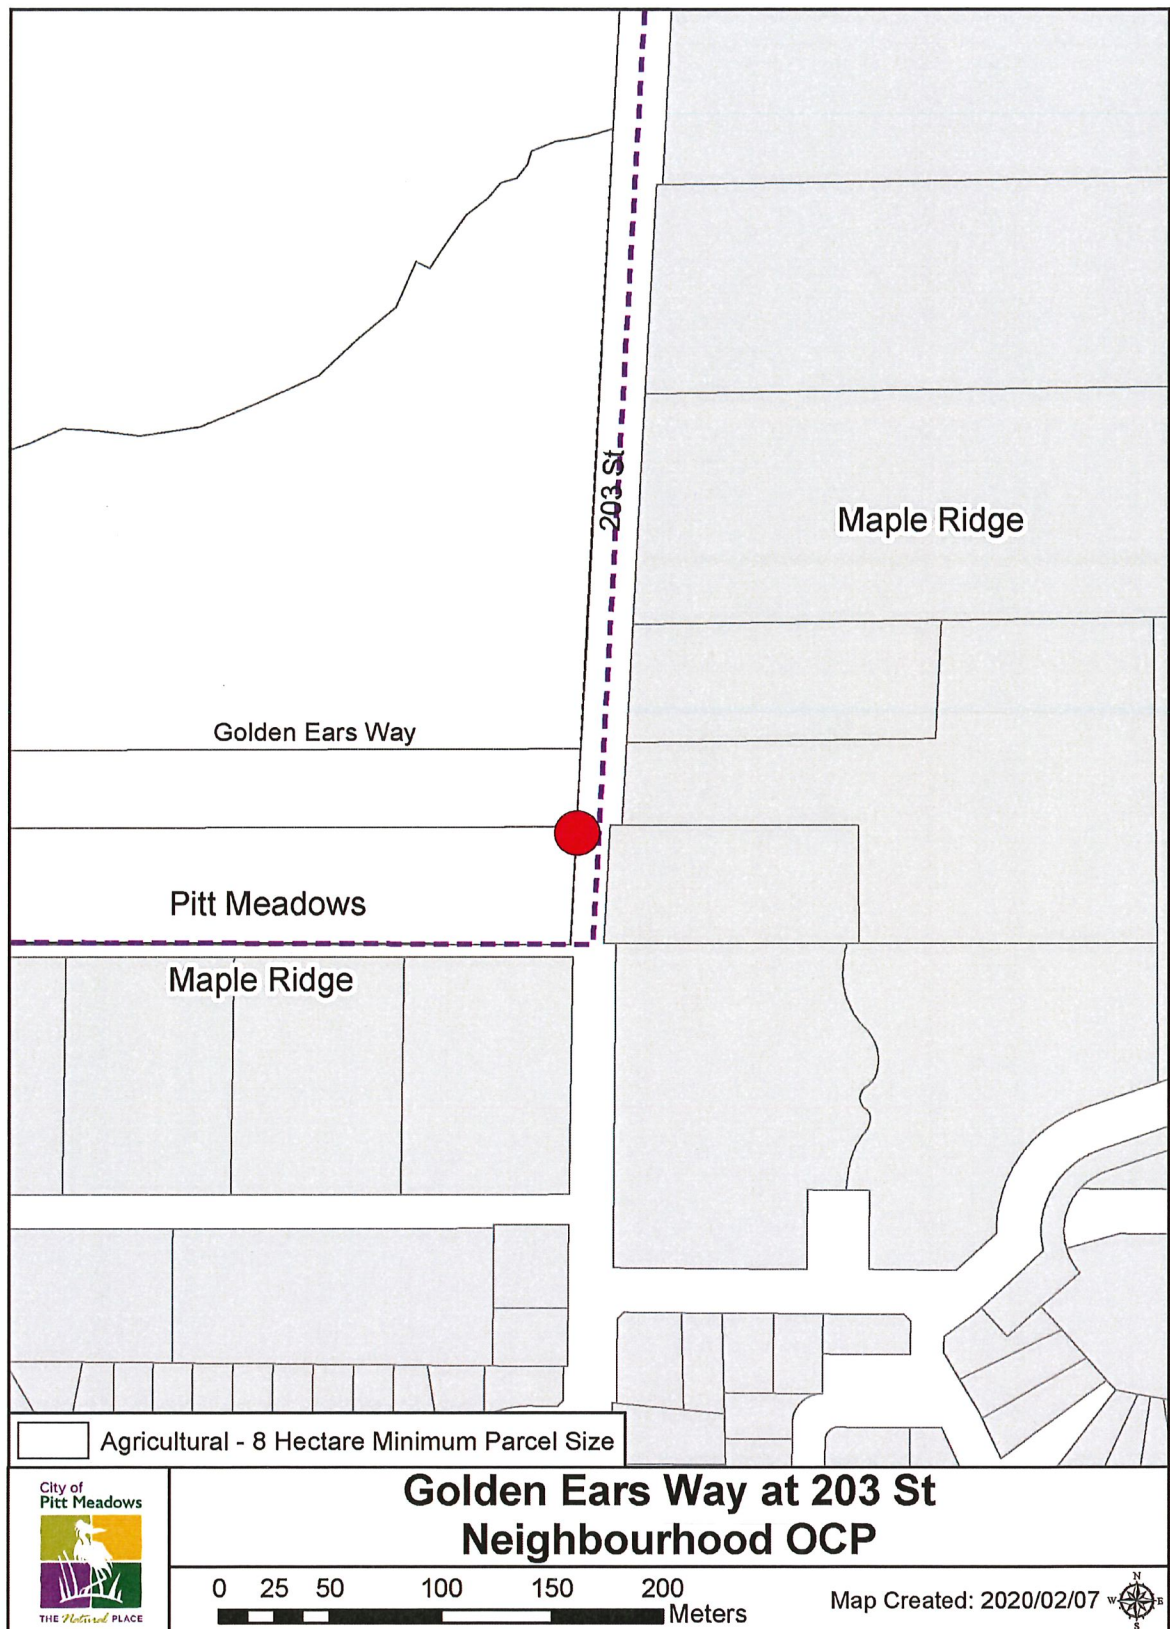 203 St
Maple Ridge
Golden Ears Way
Pitt Meadows
Maple Ridge
Agricultural - 8 Hectare Minimum Parcel Size
City of
Pitt Meadows
THE Natural PLACE
Golden Ears Way at 203 St
Neighbourhood OCP
0 25 50 100 150 200
Meters
Map Created: 2020/02/07
N
W E
S